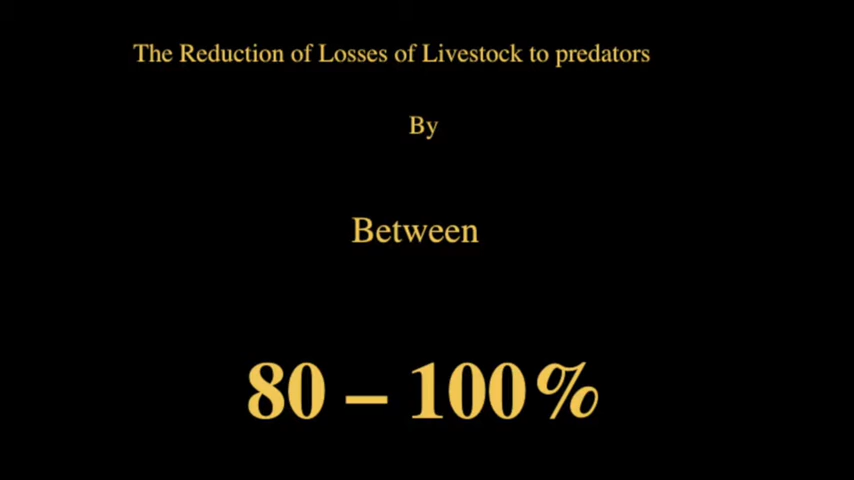 The Reduction of Losses of Livestock to predators
By
Between
80 – 100%